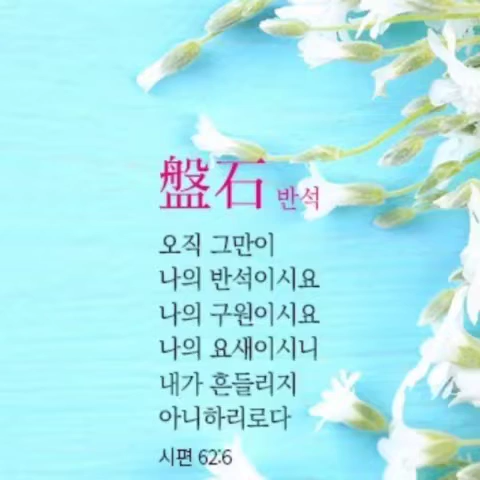 盤石 반석
오직 그만이
나의 반석이시요
나의 구원이시요
나의 요새이시니
내가 흔들리지
아니하리로다
시편 62:6